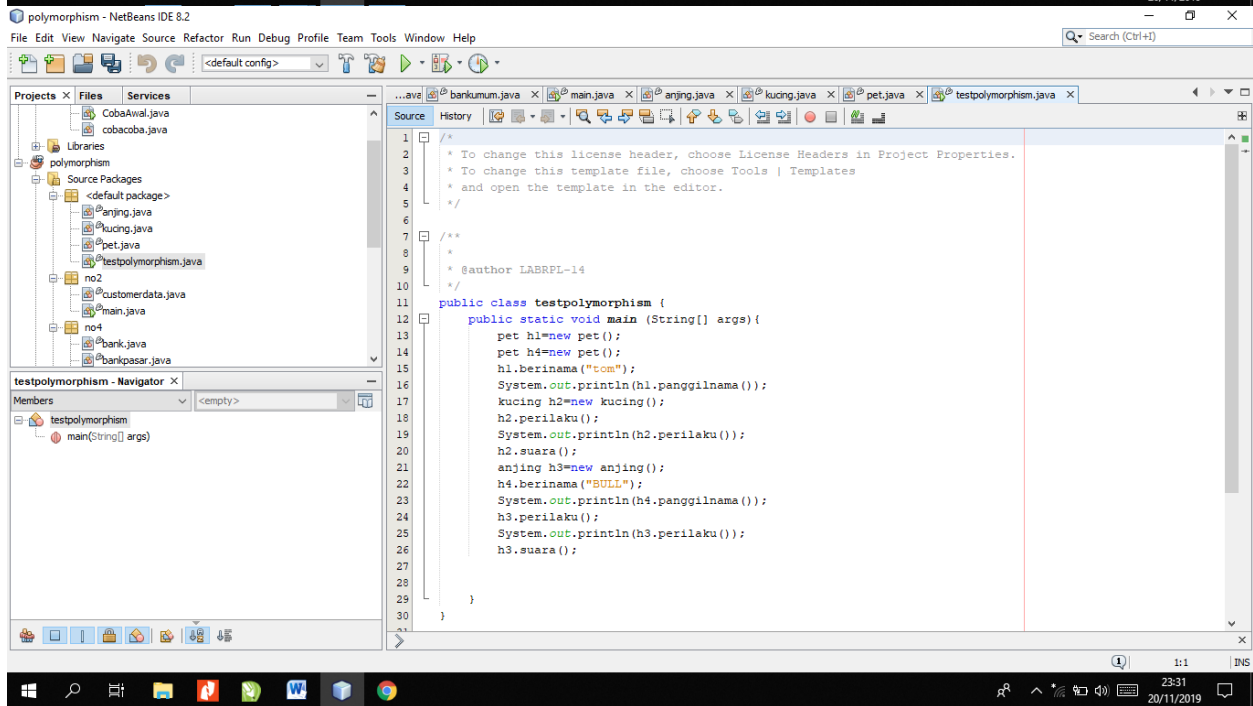 polymorphism - NetBeans IDE 8.2
File Edit View Navigate Source Refactor Run Debug Profile Team Tools Window Help
Search (Ctrl+I)
<default config>
Projects Files Services
CobaAwal.java
cobacoba.java
Libraries
polymorphism
Source Packages
<default package>
anjing.java
kucing.java
pet.java
testpolymorphism.java
no2
customerdata.java
main.java
no4
bank.java
bankpasar.java
testpolymorphism - Navigator
Members <empty>
testpolymorphism
main(String[] args)
...ava bankumum.java main.java anjing.java kucing.java pet.java testpolymorphism.java
Source History
1 /*
2 * To change this license header, choose License Headers in Project Properties.
3 * To change this template file, choose Tools | Templates
4 * and open the template in the editor.
5 */
6
7 /**
8 *
9 * @author LABRPL-14
10 */
11 public class testpolymorphism {
12 public static void main (String[] args){
13 pet h1=new pet();
14 pet h4=new pet();
15 h1.berinama("tom");
16 System.out.println(h1.panggilnama());
17 kucing h2=new kucing();
18 h2.perilaku();
19 System.out.println(h2.perilaku());
20 h2.suara();
21 anjing h3=new anjing();
22 h4.berinama("BULL");
23 System.out.println(h4.panggilnama());
24 h3.perilaku();
25 System.out.println(h3.perilaku());
26 h3.suara();
27
28
29 }
30 }
1 1:1 INS
23:31
20/11/2019